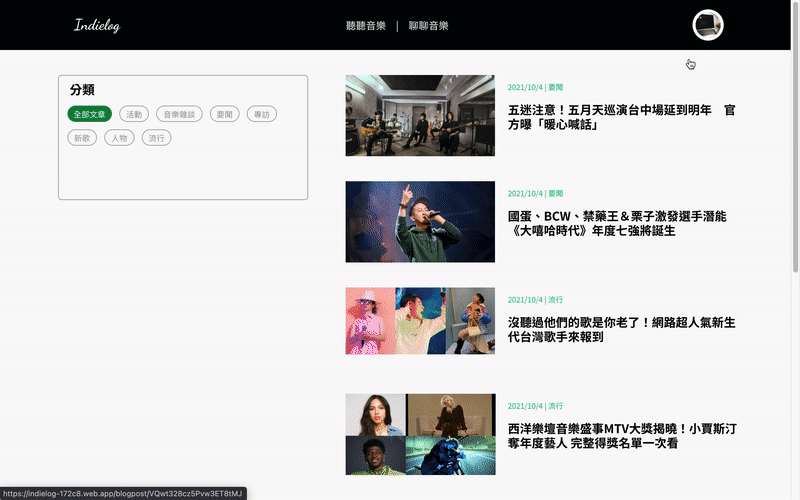 Indielog
聽聽音樂 | 聊聊音樂
分類
全部文章 活動 音樂雜談 要聞 專訪
新歌 人物 流行
2021/10/4 | 要聞
五迷注意！五月天巡演台中場延到明年　官
方曝「暖心喊話」
2021/10/4 | 要聞
國蛋、BCW、禁藥王＆栗子激發選手潛能
《大嘻哈時代》年度七強將誕生
2021/10/4 | 流行
沒聽過他們的歌是你老了！網路超人氣新生
代台灣歌手來報到
2021/10/4 | 流行
西洋樂壇音樂盛事MTV大獎揭曉！小賈斯汀
奪年度藝人 完整得獎名單一次看
https://indielog-172c8.web.app/blogpost/VQwt328cz5Pvw3ET8tMJ